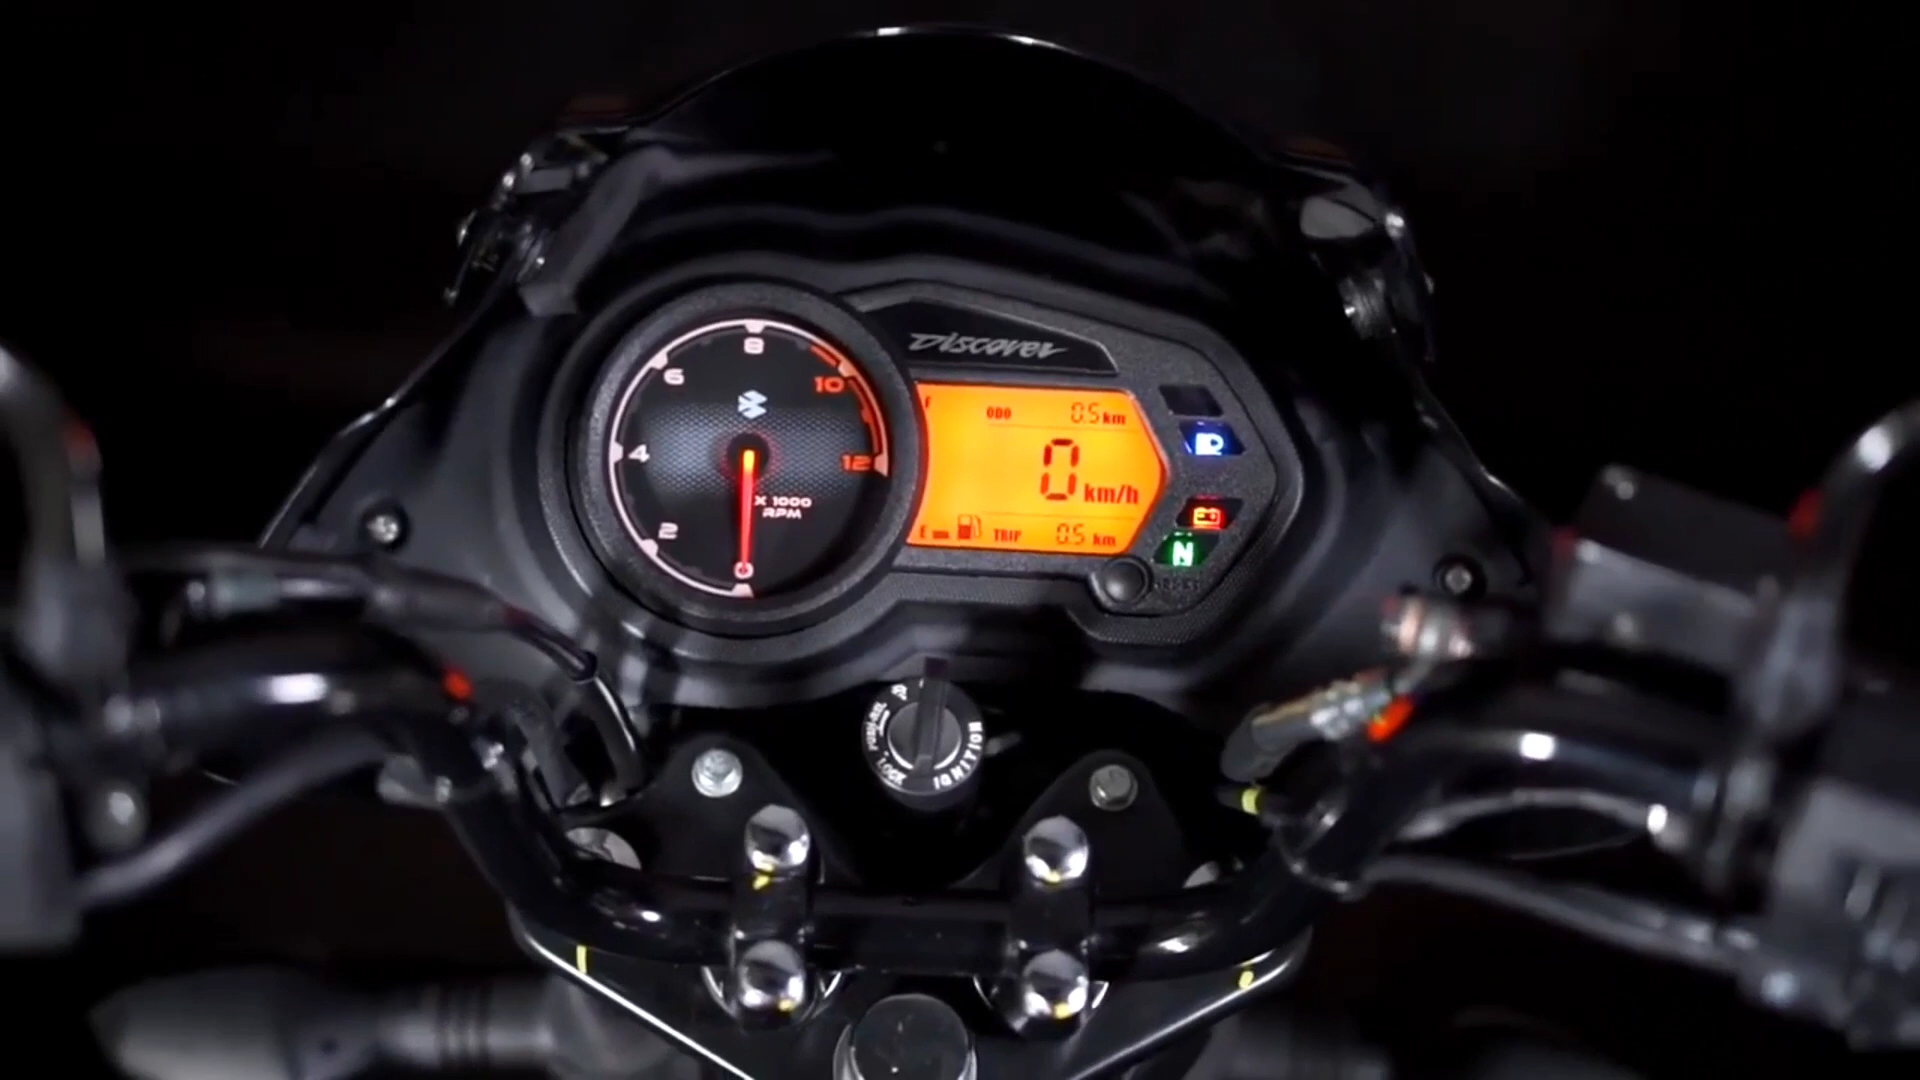 Discover
8
6
10
4
12
2
0
X 1000
RPM
F
ODO 0.5 km
0 km/h
E
TRIP 0.5 km
N
PUSH-REL
LOCK
IGNITION